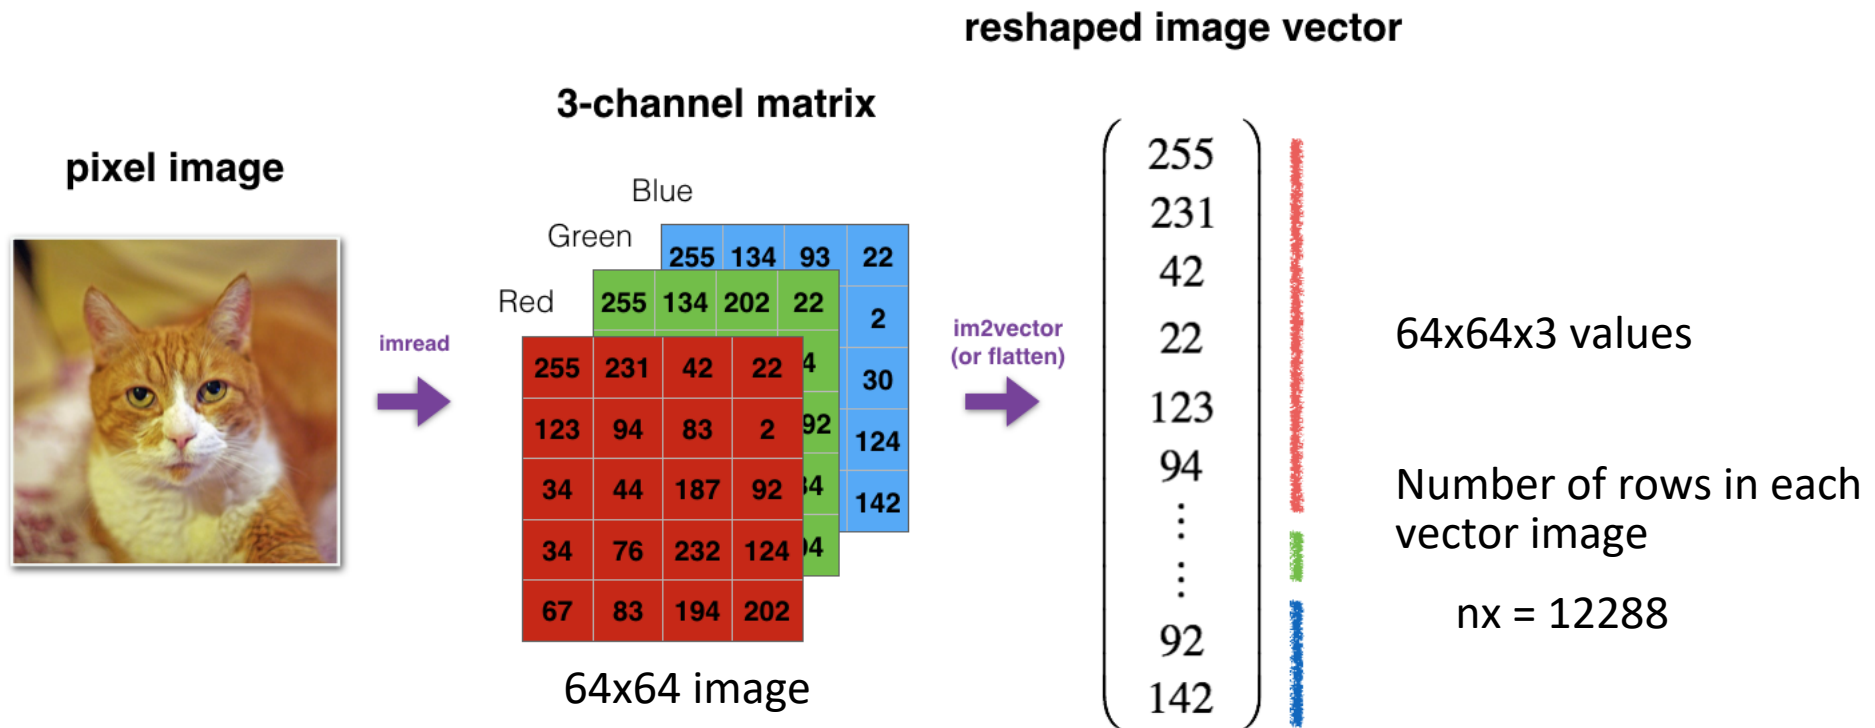 reshaped image vector
3-channel matrix
pixel image
Blue
Green
Red
255 134 93 22
2
30
124
142
255 134 202 22
4
92
34
94
255 231 42 22
123 94 83 2
34 44 187 92
34 76 232 124
67 83 194 202
64x64 image
imread
im2vector
(or flatten)
255
231
42
22
123
94
⋮
⋮
92
142
64x64x3 values
Number of rows in each
vector image
nx = 12288